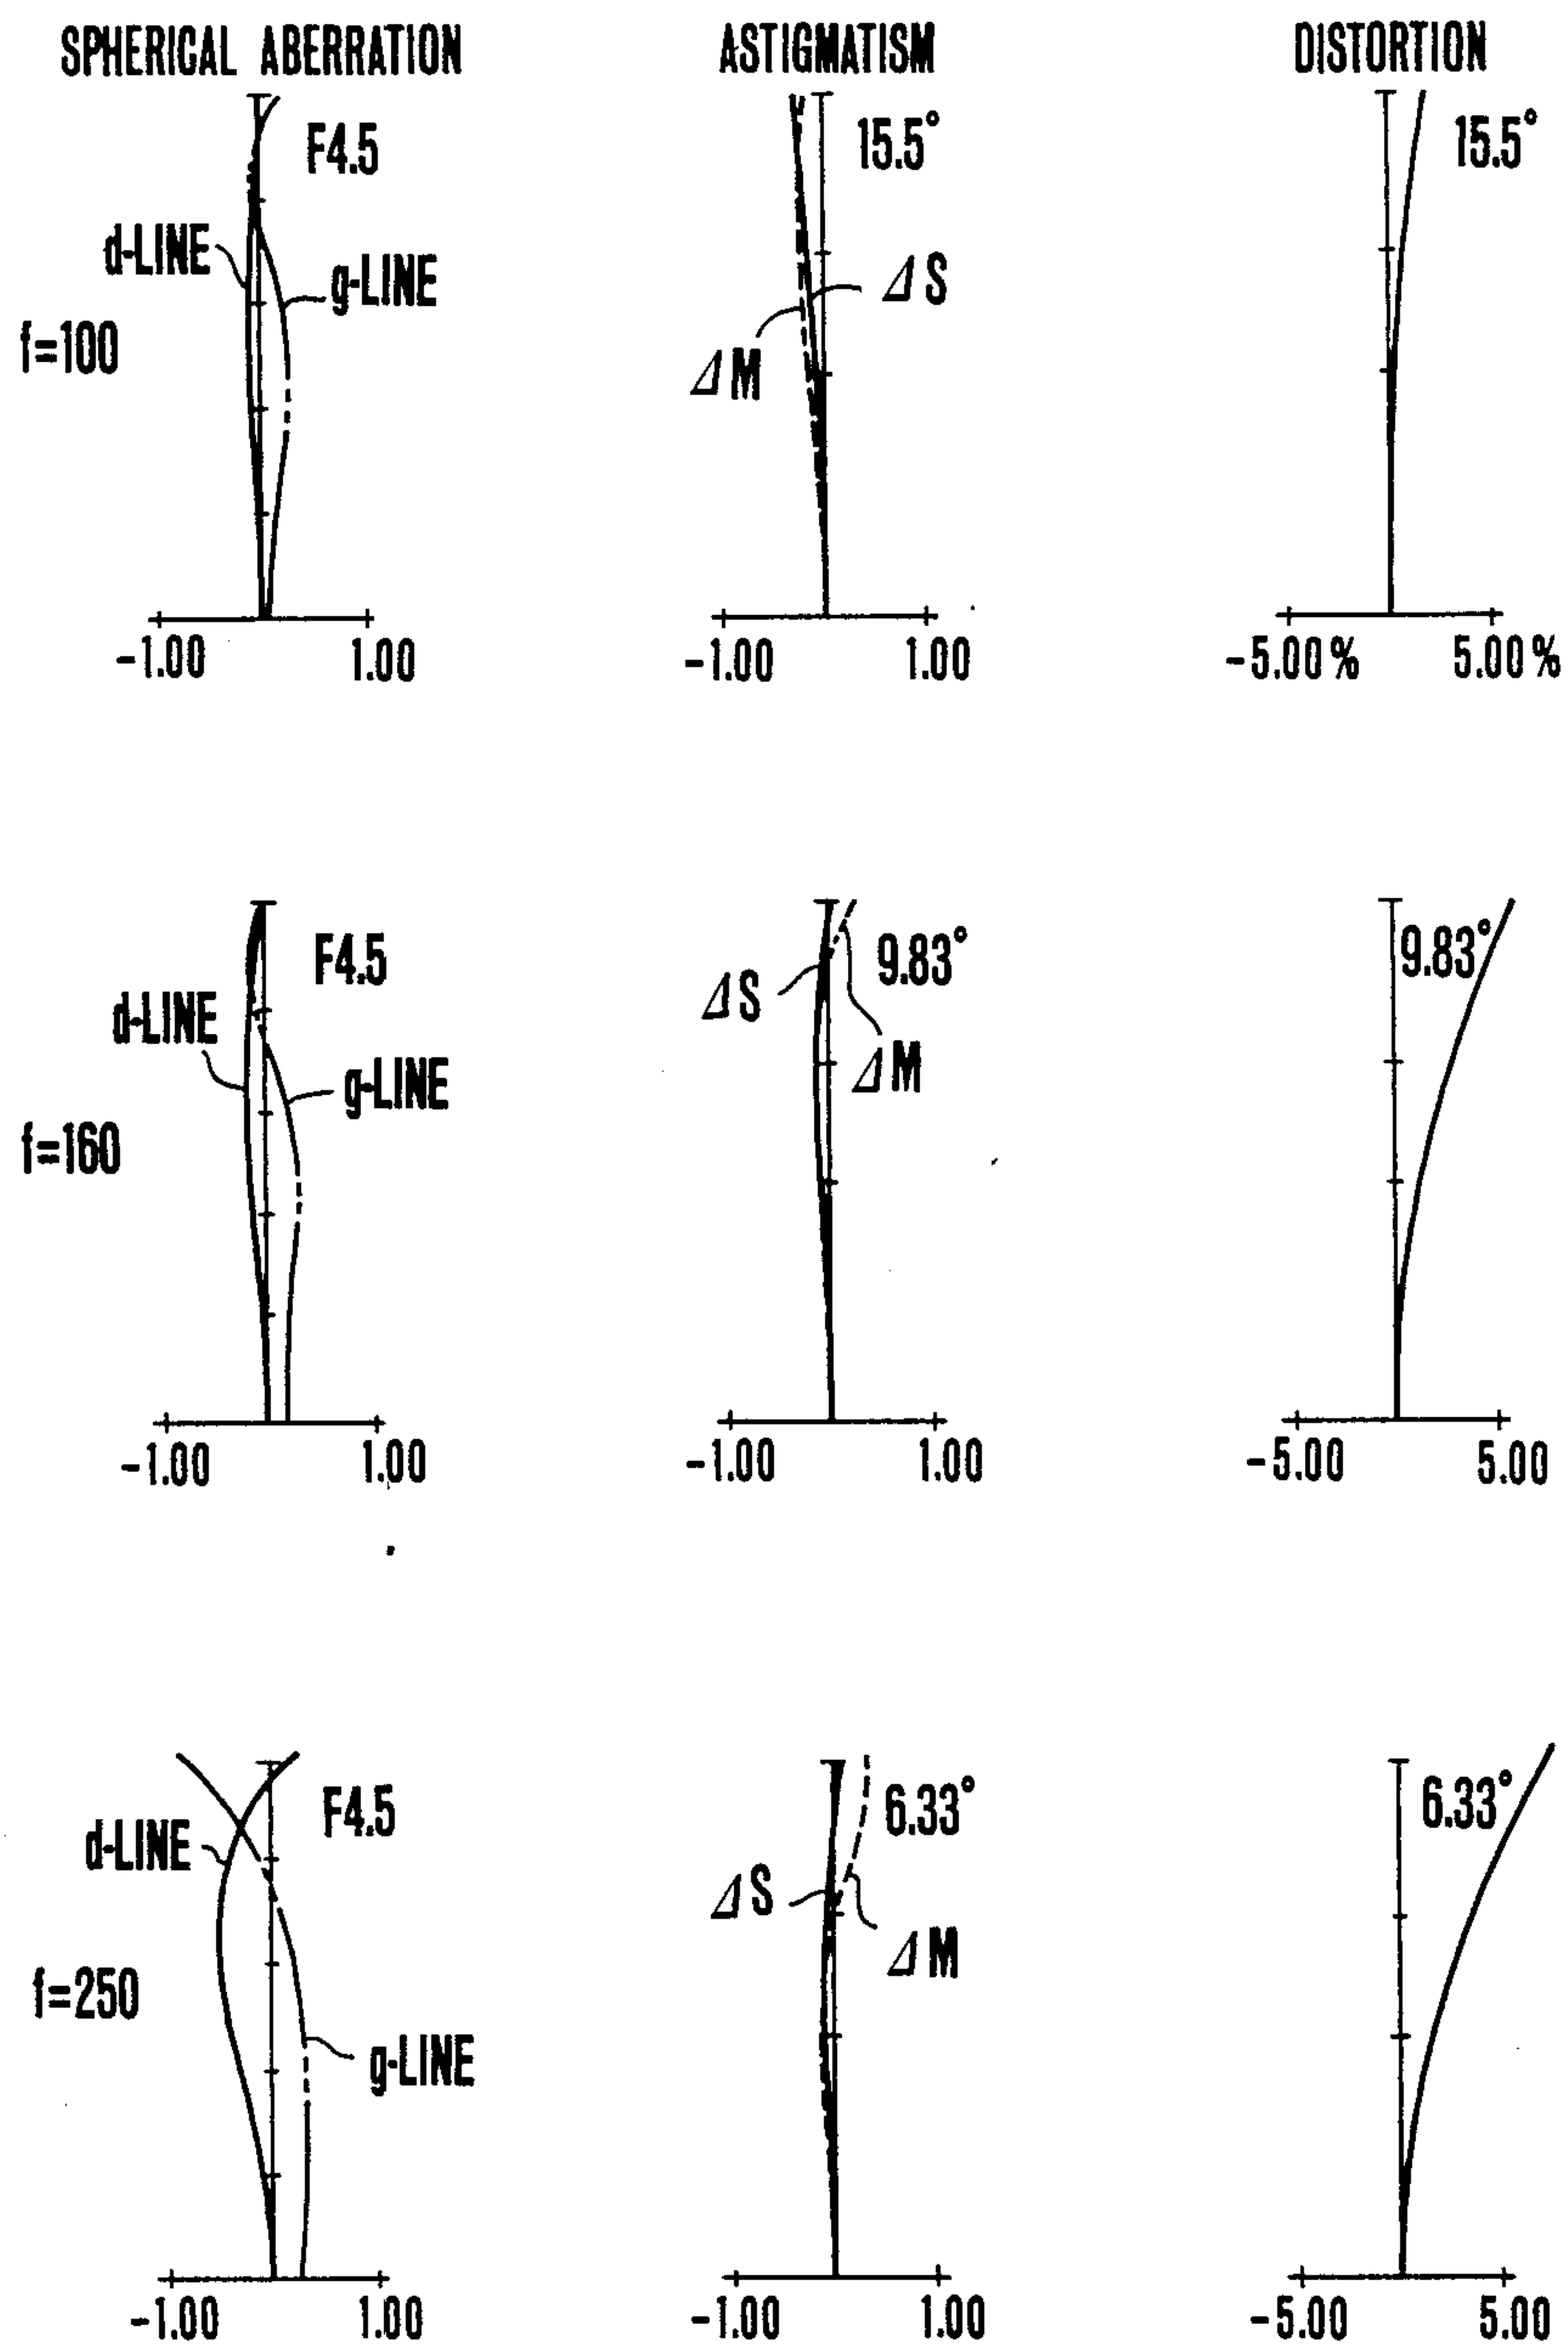 SPHERICAL ABERRATION
ASTIGMATISM
DISTORTION
F4.5
15.5°
15.5°
d-LINE
g-LINE
ΔS
f=100
ΔM
-1.00
1.00
-1.00
1.00
-5.00%
5.00%
F4.5
9.83°
9.83°
d-LINE
ΔS
g-LINE
ΔM
f=160
-1.00
1.00
-1.00
1.00
-5.00
5.00
F4.5
6.33°
6.33°
d-LINE
ΔS
ΔM
f=250
g-LINE
-1.00
1.00
-1.00
1.00
-5.00
5.00